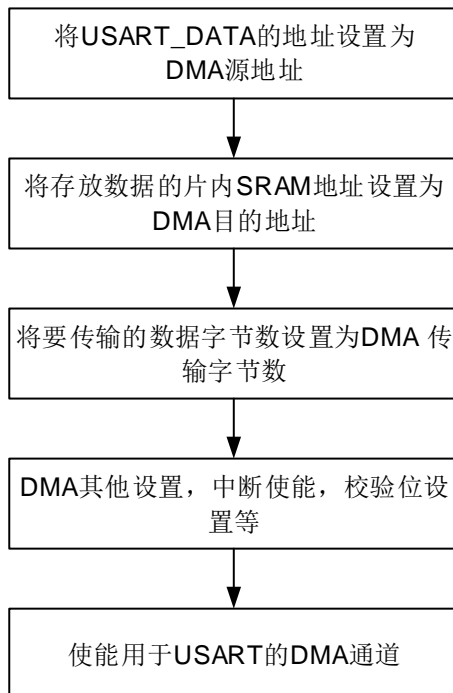 将USART_DATA的地址设置为
DMA源地址
将存放数据的片内SRAM地址设置为
DMA目的地址
将要传输的数据字节数设置为DMA 传
输字节数
DMA其他设置，中断使能，校验位设
置等
使能用于USART的DMA通道